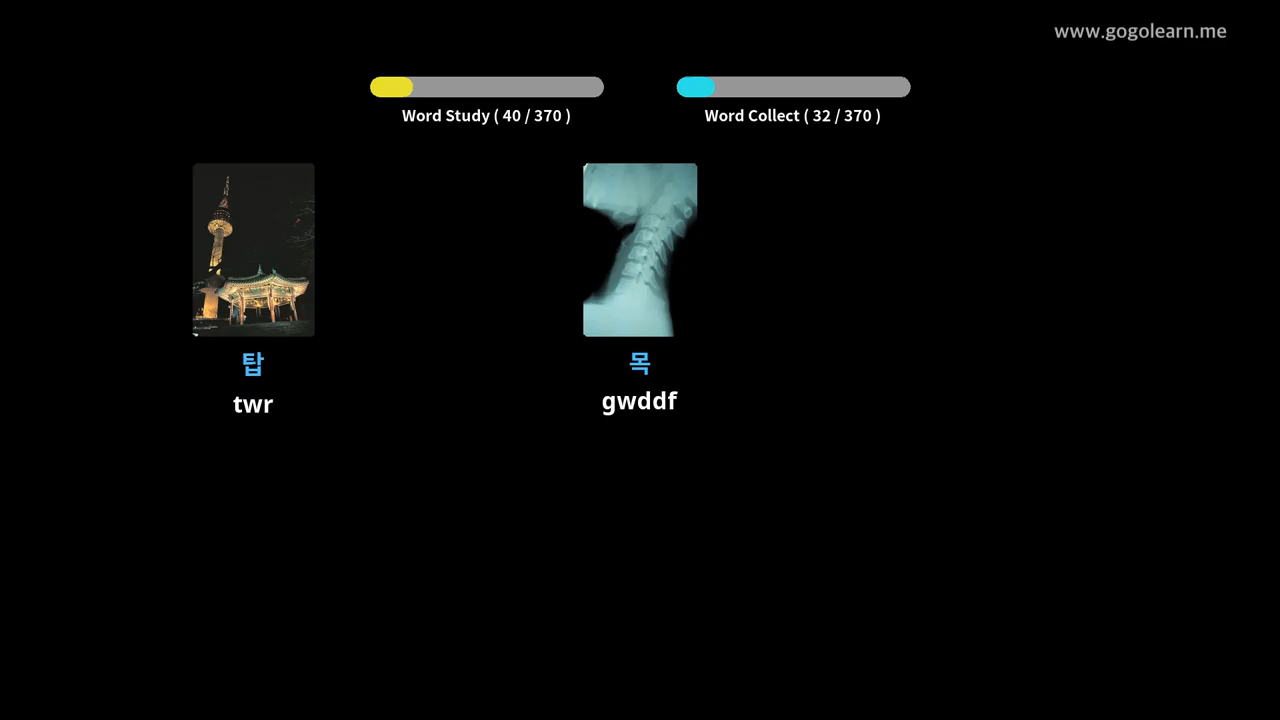 www.gogolearn.me
Word Study ( 40 / 370 )
Word Collect ( 32 / 370 )
탑
twr
목
gwddf